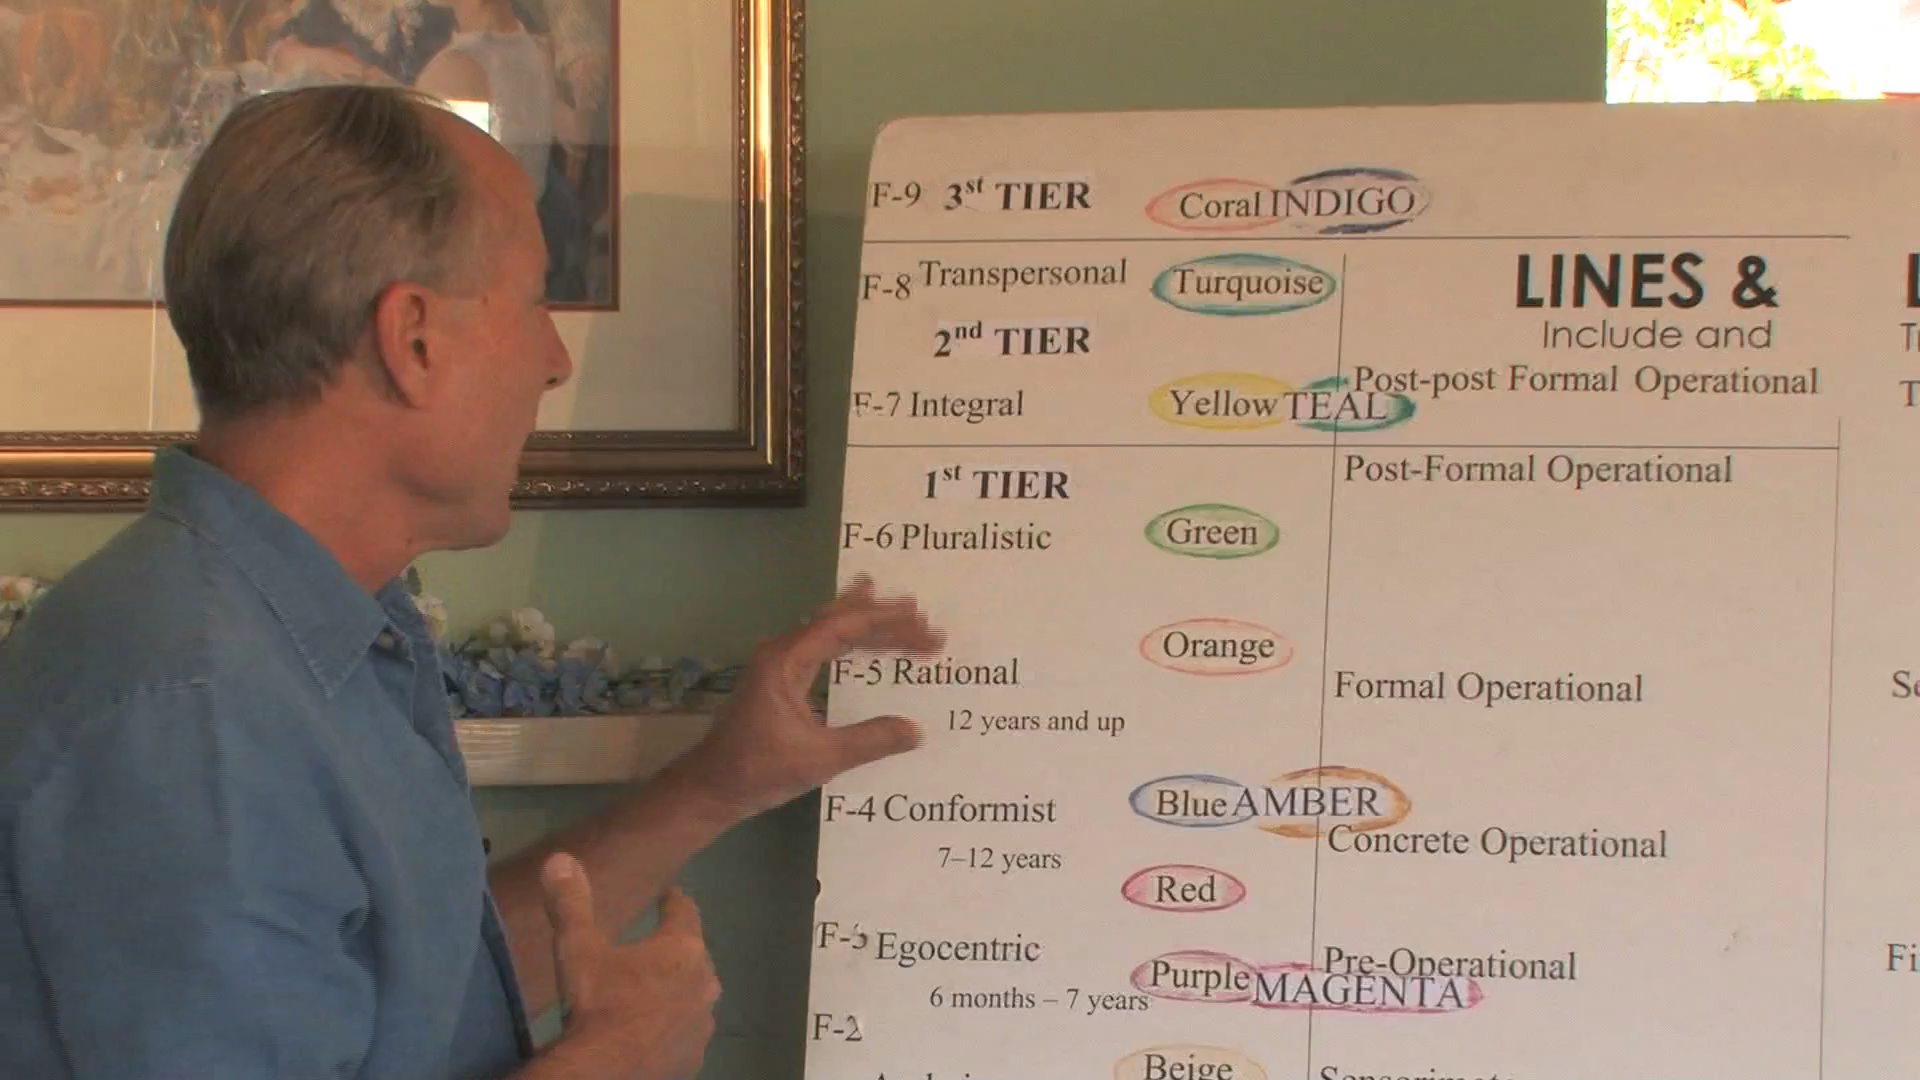 F-9 3st TIER Coral INDIGO
F-8 Transpersonal Turquoise
LINES &
Include and
2nd TIER
F-7 Integral Yellow TEAL Post-post Formal Operational
1st TIER
Post-Formal Operational
F-6 Pluralistic Green
Orange
F-5 Rational Formal Operational
12 years and up
F-4 Conformist Blue AMBER
Concrete Operational
7–12 years
Red
F-3 Egocentric
Pre-Operational
Purple MAGENTA
6 months – 7 years
F-2
Beige